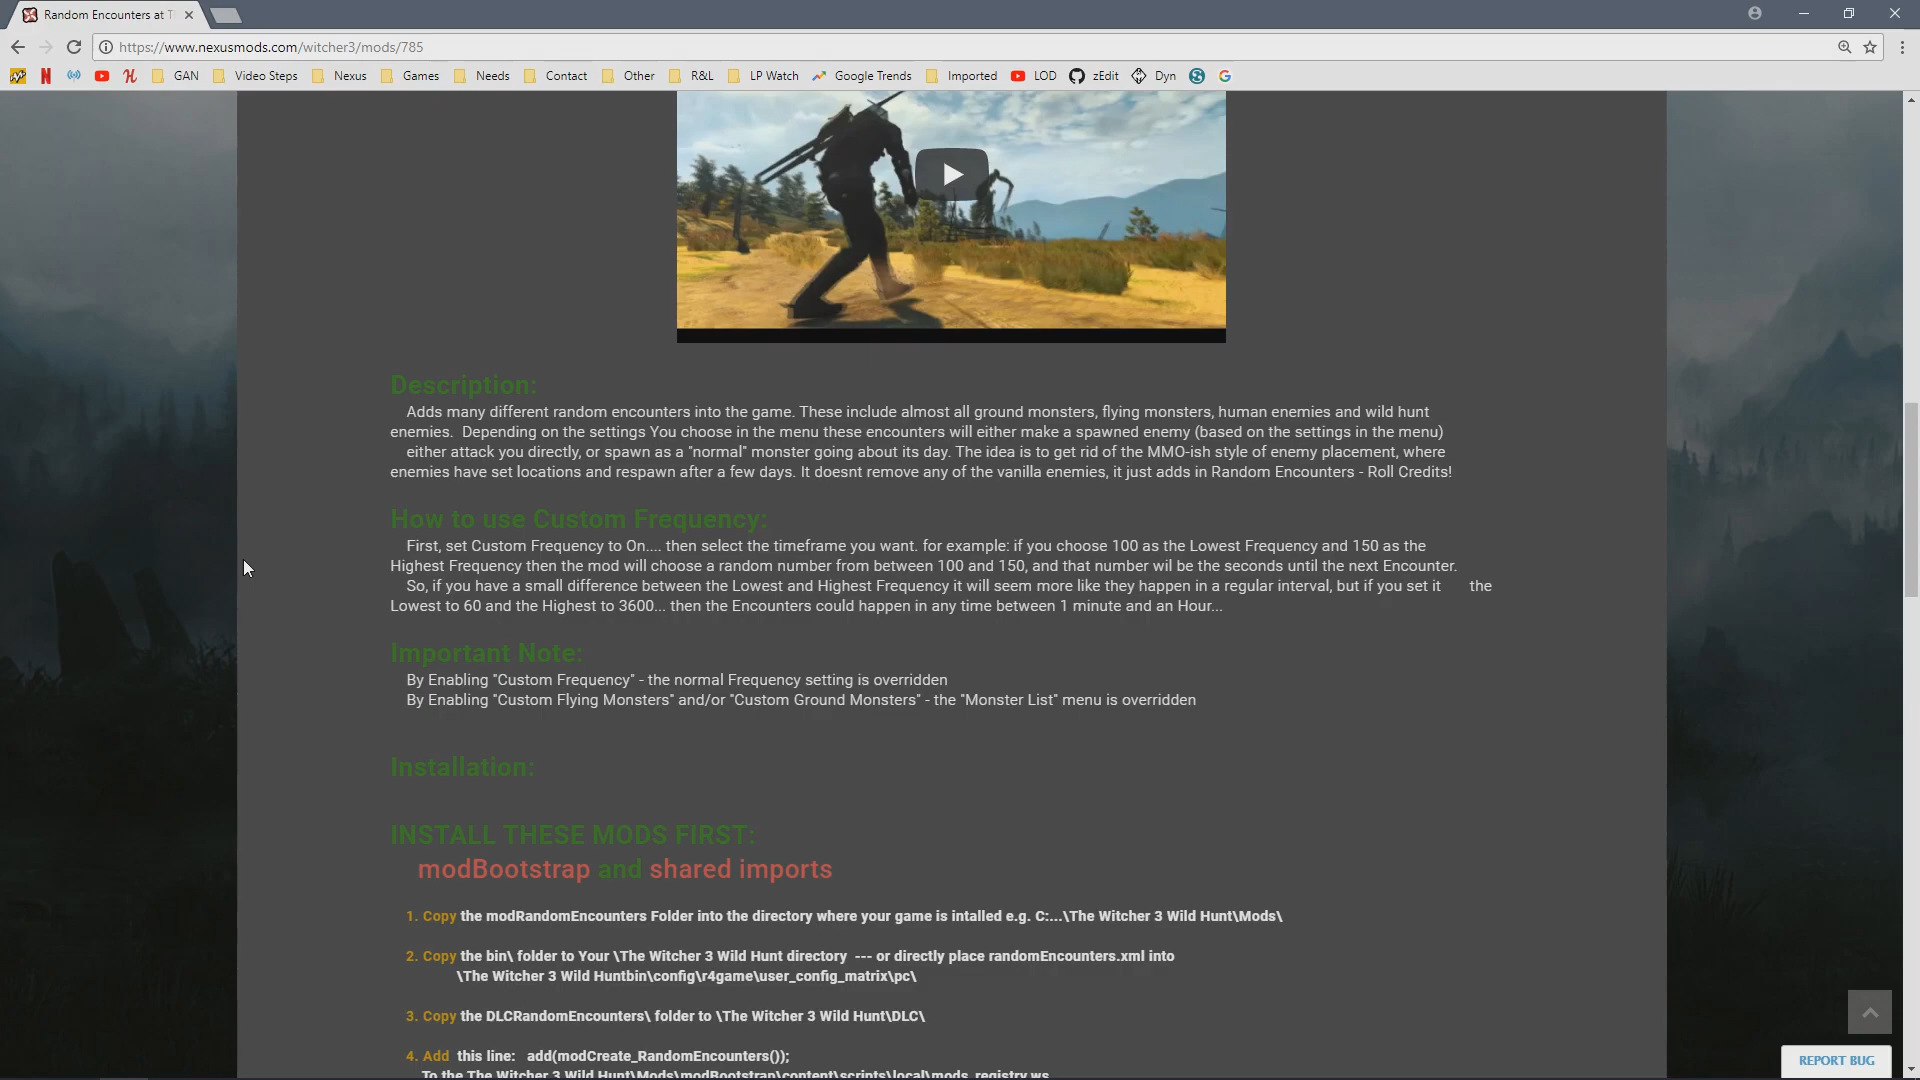 Random Encounters at T
https://www.nexusmods.com/witcher3/mods/785
GAN Video Steps Nexus Games Needs Contact Other R&L LP Watch Google Trends Imported LOD zEdit Dyn
Description:
Adds many different random encounters into the game. These include almost all ground monsters, flying monsters, human enemies and wild hunt
enemies. Depending on the settings You choose in the menu these encounters will either make a spawned enemy (based on the settings in the menu)
either attack you directly, or spawn as a "normal" monster going about its day. The idea is to get rid of the MMO-ish style of enemy placement, where
enemies have set locations and respawn after a few days. It doesnt remove any of the vanilla enemies, it just adds in Random Encounters - Roll Credits!
How to use Custom Frequency:
First, set Custom Frequency to On.... then select the timeframe you want. for example: if you choose 100 as the Lowest Frequency and 150 as the
Highest Frequency then the mod will choose a random number from between 100 and 150, and that number wil be the seconds until the next Encounter.
So, if you have a small difference between the Lowest and Highest Frequency it will seem more like they happen in a regular interval, but if you set it the
Lowest to 60 and the Highest to 3600... then the Encounters could happen in any time between 1 minute and an Hour...
Important Note:
By Enabling "Custom Frequency" - the normal Frequency setting is overridden
By Enabling "Custom Flying Monsters" and/or "Custom Ground Monsters" - the "Monster List" menu is overridden
Installation:
INSTALL THESE MODS FIRST:
modBootstrap and shared imports
1. Copy the modRandomEncounters Folder into the directory where your game is intalled e.g. C:...\The Witcher 3 Wild Hunt\Mods\
2. Copy the bin\ folder to Your \The Witcher 3 Wild Hunt directory --- or directly place randomEncounters.xml into
\The Witcher 3 Wild Huntbin\config\r4game\user_config_matrix\pc\
3. Copy the DLCRandomEncounters\ folder to \The Witcher 3 Wild Hunt\DLC\
4. Add this line: add(modCreate_RandomEncounters());
To the The Witcher 3 Wild Hunt\Mods\modBootstrap\content\scripts\local\mods_registry.ws
REPORT BUG